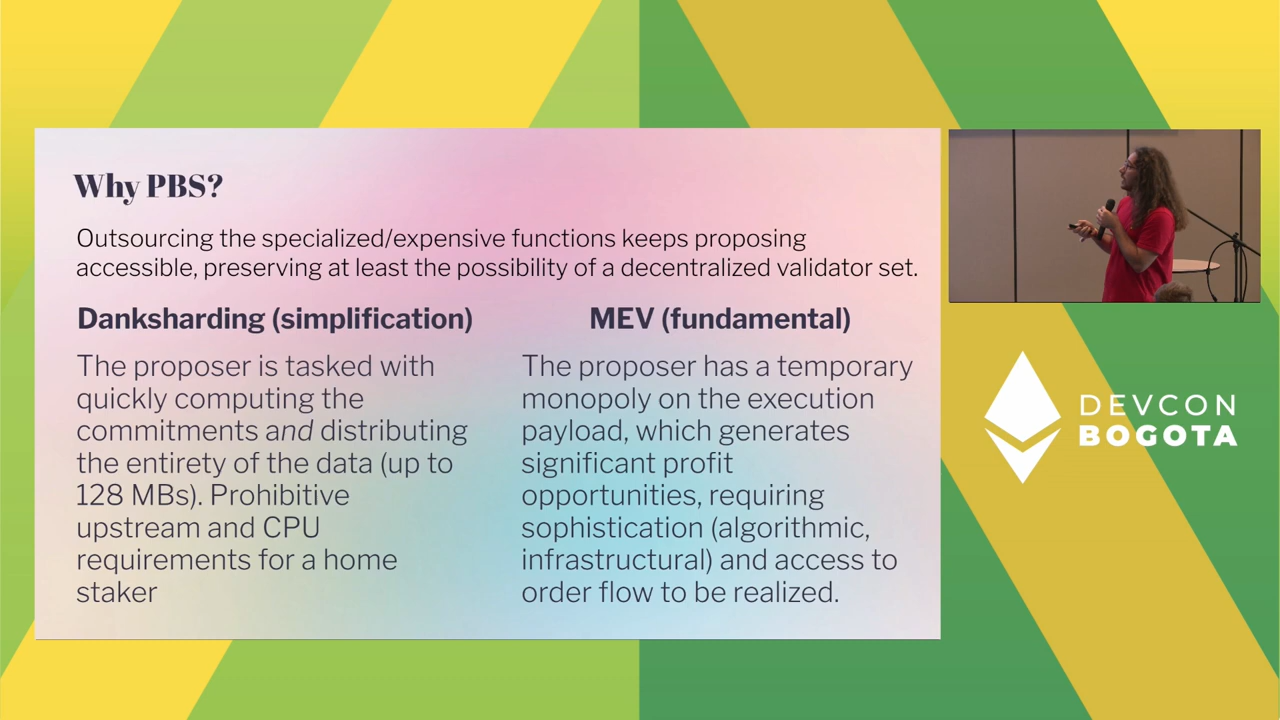 Why PBS?
Outsourcing the specialized/expensive functions keeps proposing
accessible, preserving at least the possibility of a decentralized validator set.
Danksharding (simplification)
The proposer is tasked with
quickly computing the
commitments and distributing
the entirety of the data (up to
128 MBs). Prohibitive
upstream and CPU
requirements for a home
staker
MEV (fundamental)
The proposer has a temporary
monopoly on the execution
payload, which generates
significant profit
opportunities, requiring
sophistication (algorithmic,
infrastructural) and access to
order flow to be realized.
DEVCON
BOGOTA